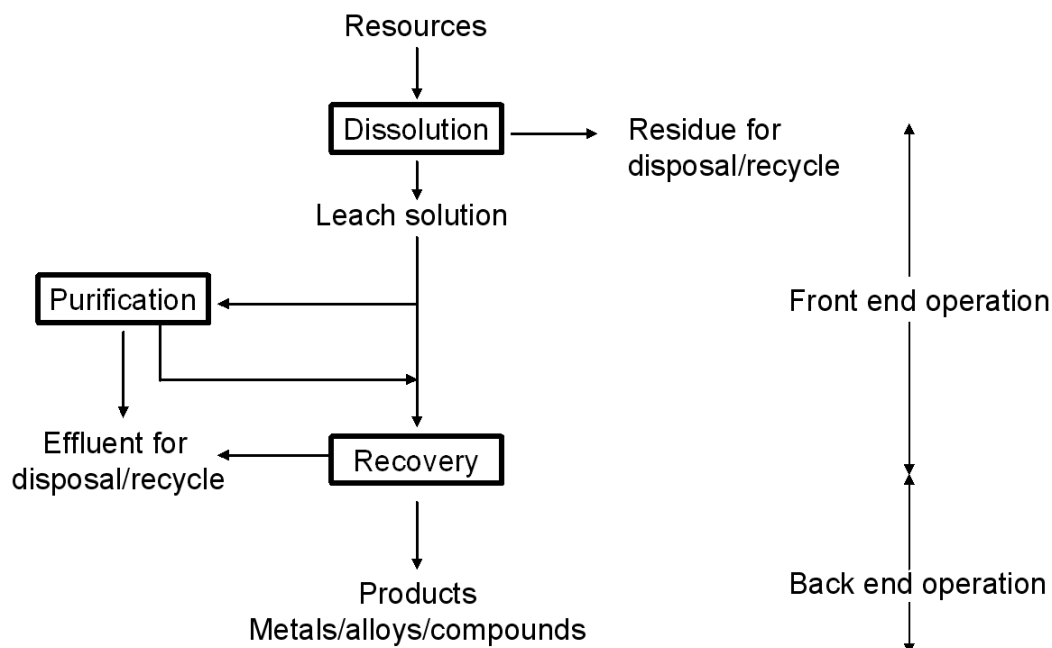 Resources
Dissolution
Residue for
disposal/recycle
Leach solution
Purification
Front end operation
Effluent for
disposal/recycle
Recovery
Back end operation
Products
Metals/alloys/compounds